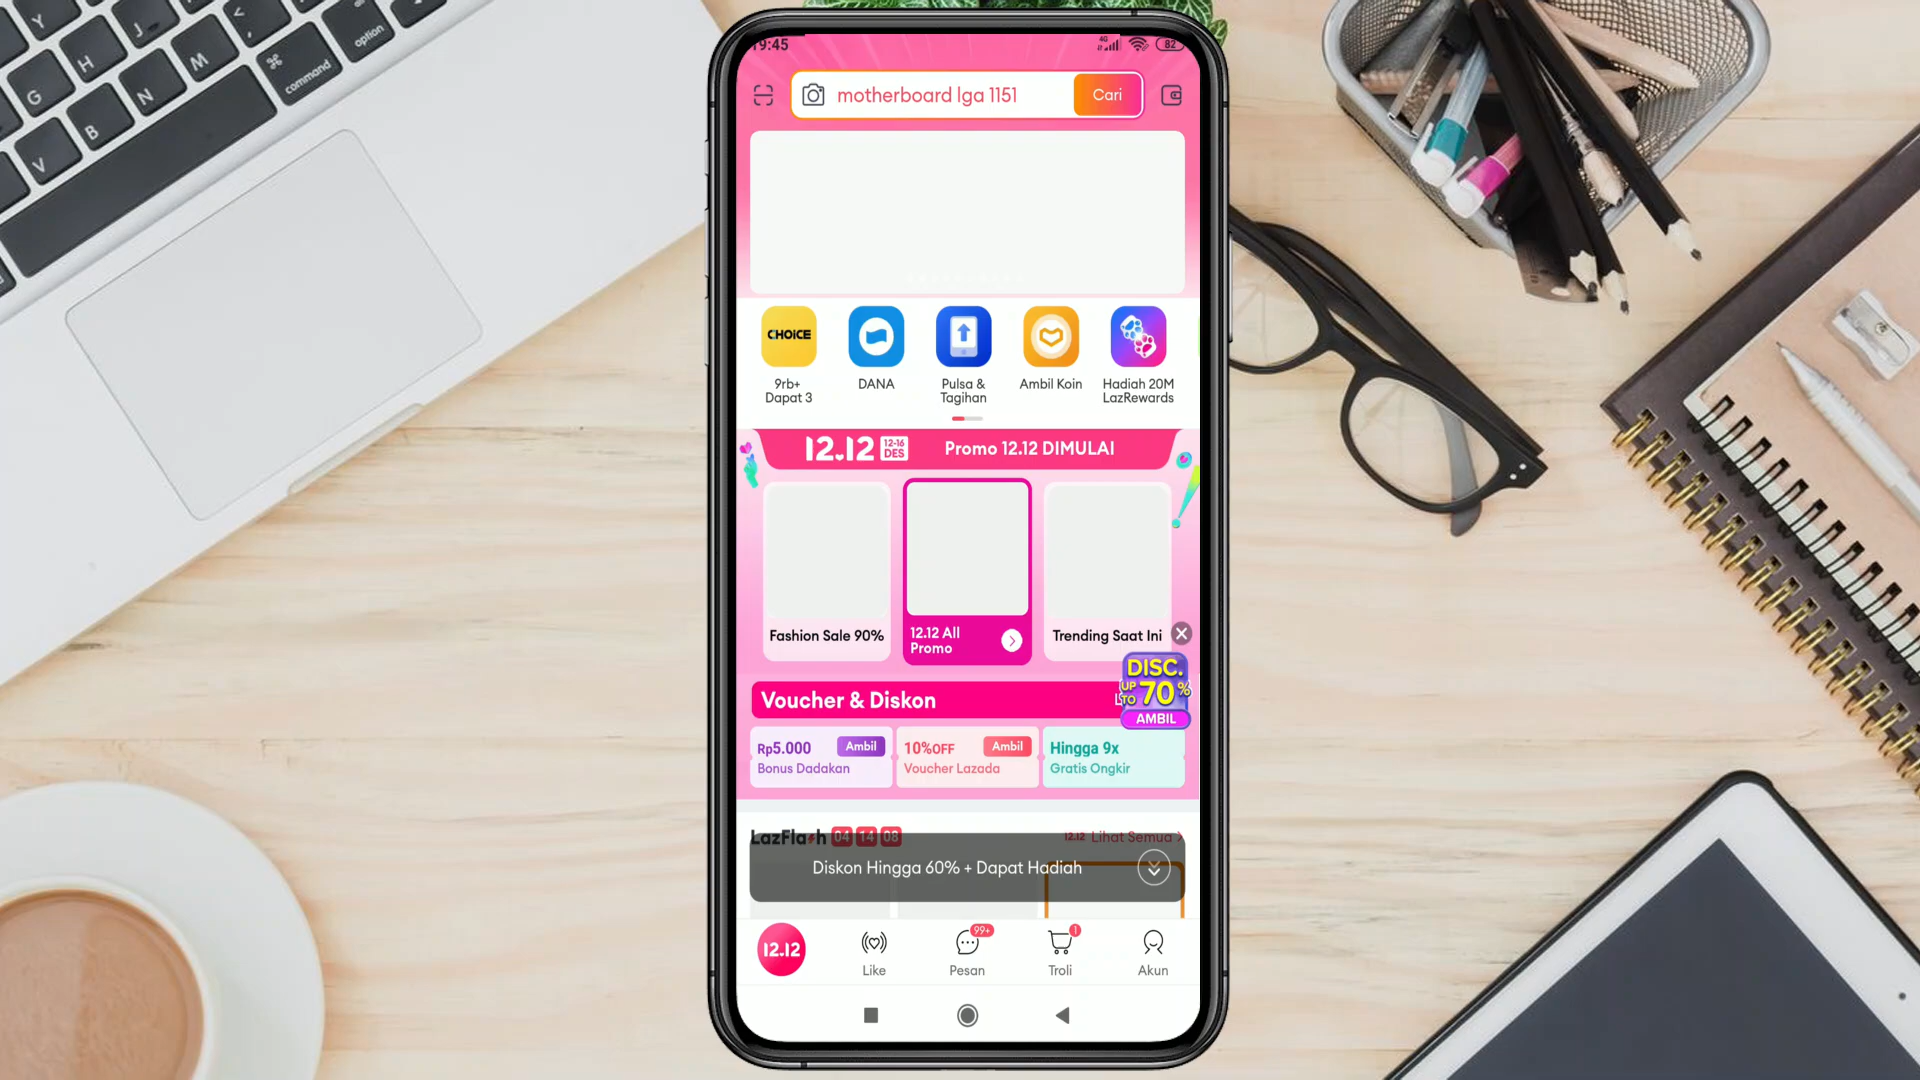 Y
H
J
<
G
N
M
⌘
command
option
B
V
19:45
4G
82
motherboard lga 1151
Cari
CHOICE
9rb+
Dapat 3
DANA
Pulsa &
Tagihan
Ambil Koin
Hadiah 20M
LazRewards
12.12
12-16
DES
Promo 12.12 DIMULAI
Fashion Sale 90%
12.12 All
Promo
Trending Saat Ini
DISC.
UP
TO
70%
AMBIL
Voucher & Diskon
Rp5.000
Ambil
Bonus Dadakan
10%OFF
Ambil
Voucher Lazada
Hingga 9x
Gratis Ongkir
LazFlash
04 14 08
12.12 Lihat Semua >
Diskon Hingga 60% + Dapat Hadiah
12.12
Like
99+
Pesan
1
Troli
Akun